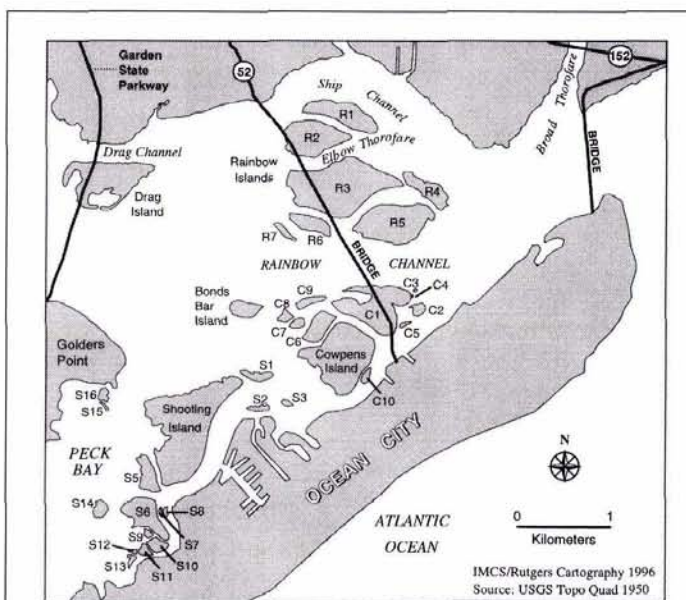 Garden
State
Parkway
52
152
Ship
Channel
Broad Thorofare
R1
R2
Elbow Thorofare
Drag Channel
Rainbow
Islands
BRIDGE
Drag
Island
R3
R4
R5
R7
R6
RAINBOW
BRIDGE
CHANNEL
Bonds
Bar
Island
C9
C8
C3
C4
C1
C2
C7
C6
C5
Golders
Point
Cowpens
Island
S1
S16
S15
S2
S3
C10
Shooting
Island
OCEAN CITY
PECK
BAY
S5
N
S14
S6
S8
S9
S7
S12
S10
S13
S11
ATLANTIC
OCEAN
0
1
Kilometers
IMCS/Rutgers Cartography 1996
Source: USGS Topo Quad 1950